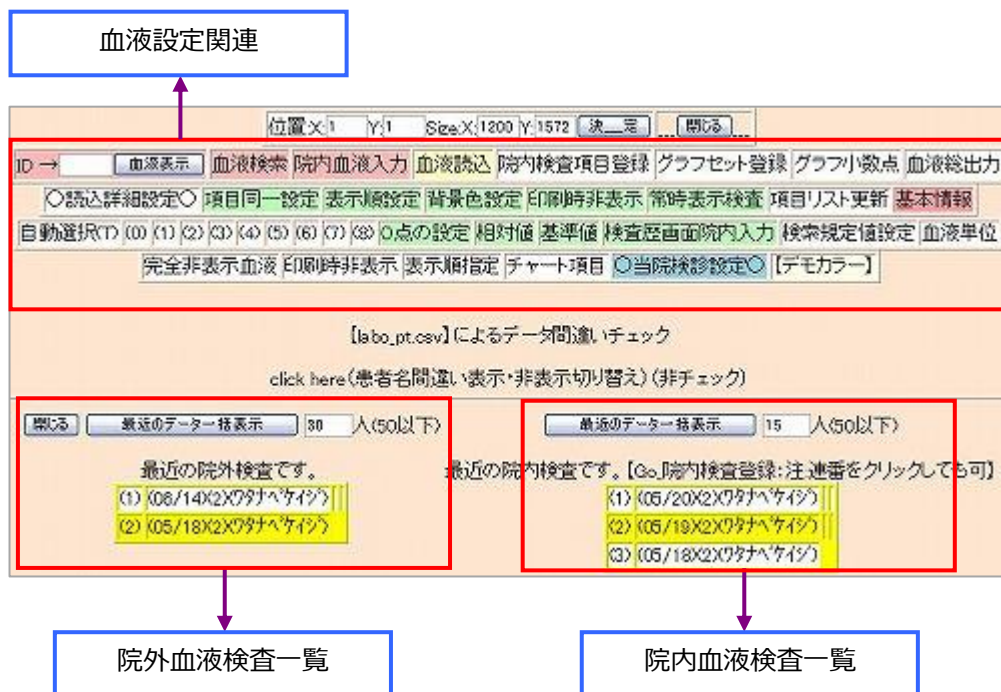 血液設定関連
位置:X:1 Y:1 Size:X:1200 Y:1572 決__定 __閉じる__
ID→ 血液表示 血液検索 院内血液入力 血液読込 院内検査項目登録 グラフセット登録 グラフ小数点 血液総出力
○読込詳細設定○ 項目同一設定 表示順設定 背景色設定 印刷時非表示 常時表示検査 項目リスト更新 基本情報
自動選択(T) (0) (1) (2) (3) (4) (5) (6) (7) (8) 0点の設定 相対値 基準値 検査歴画面院内入力 検索規定値設定 血液単位
完全非表示血液 印刷時非表示 表示順指定 チャート項目 ○当院検診設定○ 【デモカラー】
【labo_pt.csv】によるデータ間違いチェック
click here(患者名間違い表示・非表示切り替え)(非チェック)
閉じる 最近のデータ一括表示 30 人(50以下)
最近のデータ一括表示 15 人(50以下)
最近の院外検査です。
最近の院内検査です。【Go_院内検査登録:注_連番をクリックしても可】
(1) (08/14)(2)(ワタナベケイジ)
(2) (05/18)(2)(ワタナベケイジ)
(1) (05/20)(2)(ワタナベケイジ)
(2) (05/19)(2)(ワタナベケイジ)
(3) (05/18)(2)(ワタナベケイジ)
院外血液検査一覧
院内血液検査一覧